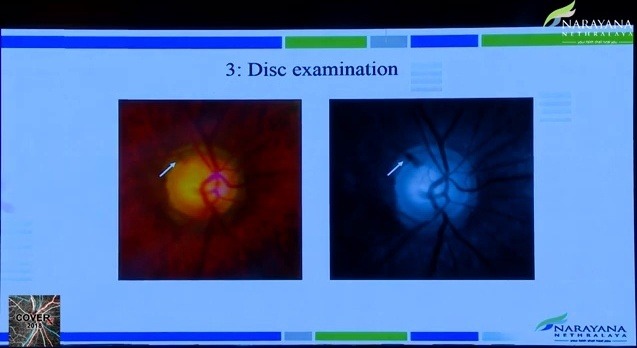 NARAYANA
NETHRALAYA
3: Disc examination
COVER
NARAYANA
NETHRALAYA